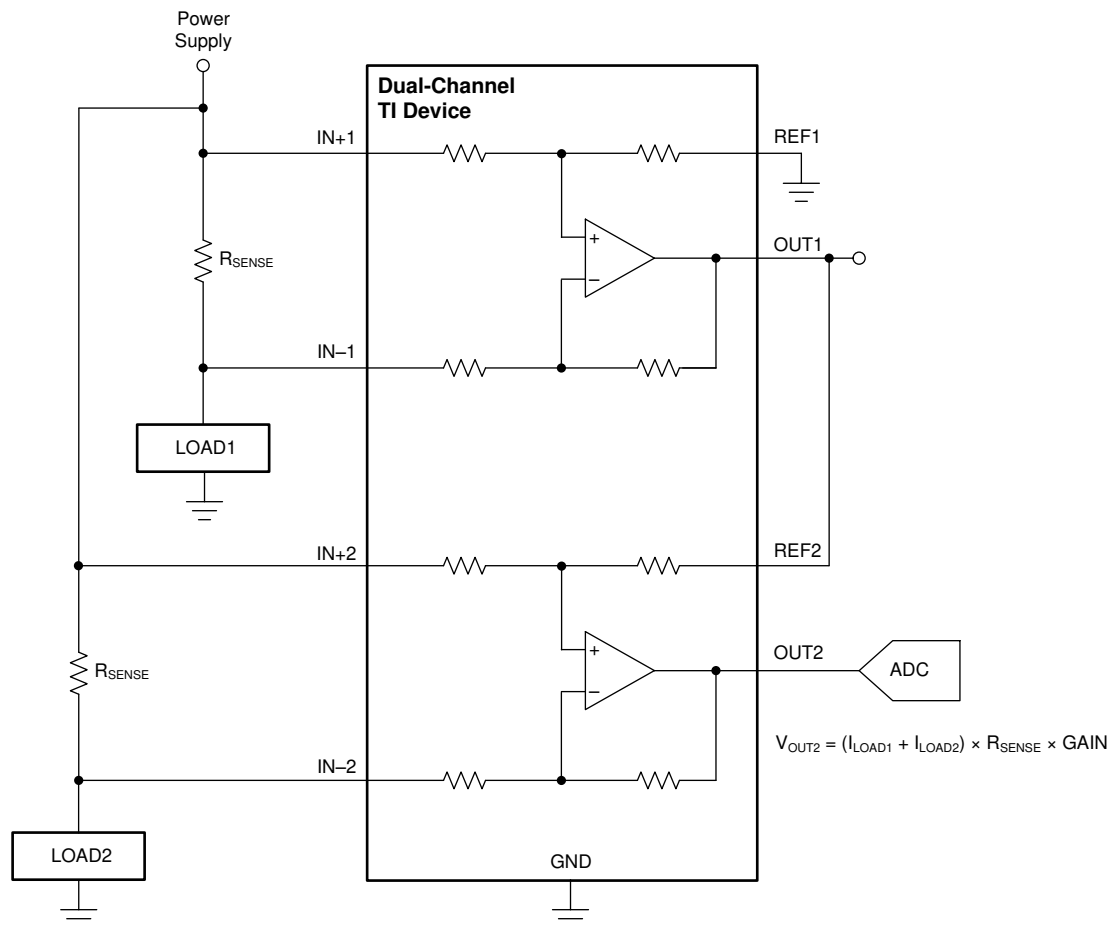 Power
Supply
Dual-Channel
TI Device
IN+1
REF1
+
OUT1
RSENSE
–
IN–1
LOAD1
IN+2
REF2
+
OUT2
RSENSE
ADC
–
VOUT2 = (ILOAD1 + ILOAD2) × RSENSE × GAIN
IN–2
LOAD2
GND